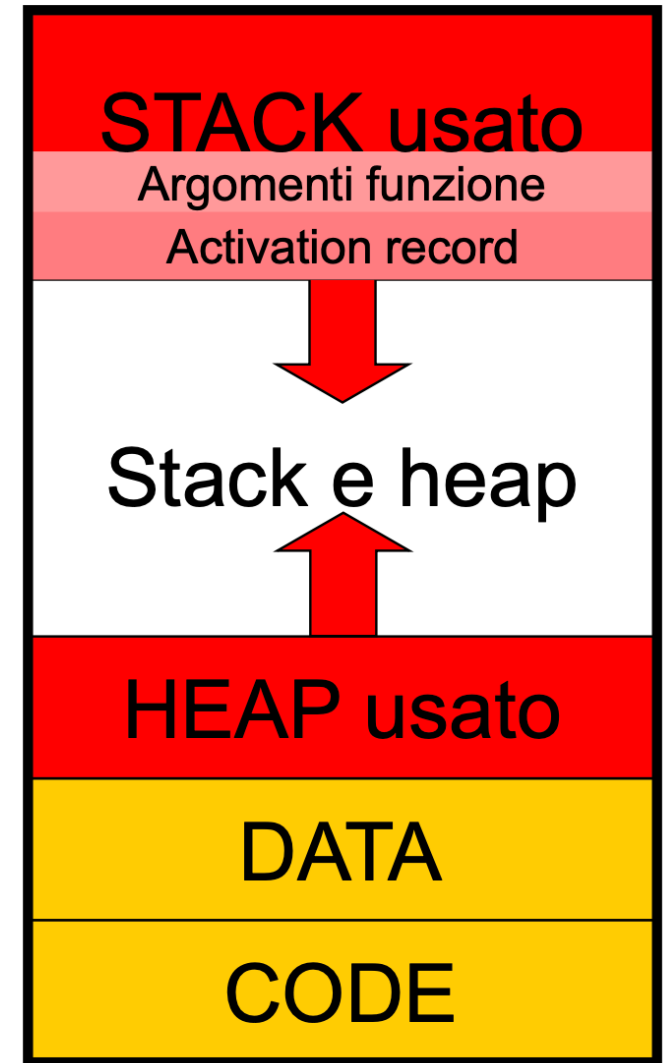 STACK usato
Argomenti funzione
Activation record
Stack e heap
HEAP usato
DATA
CODE